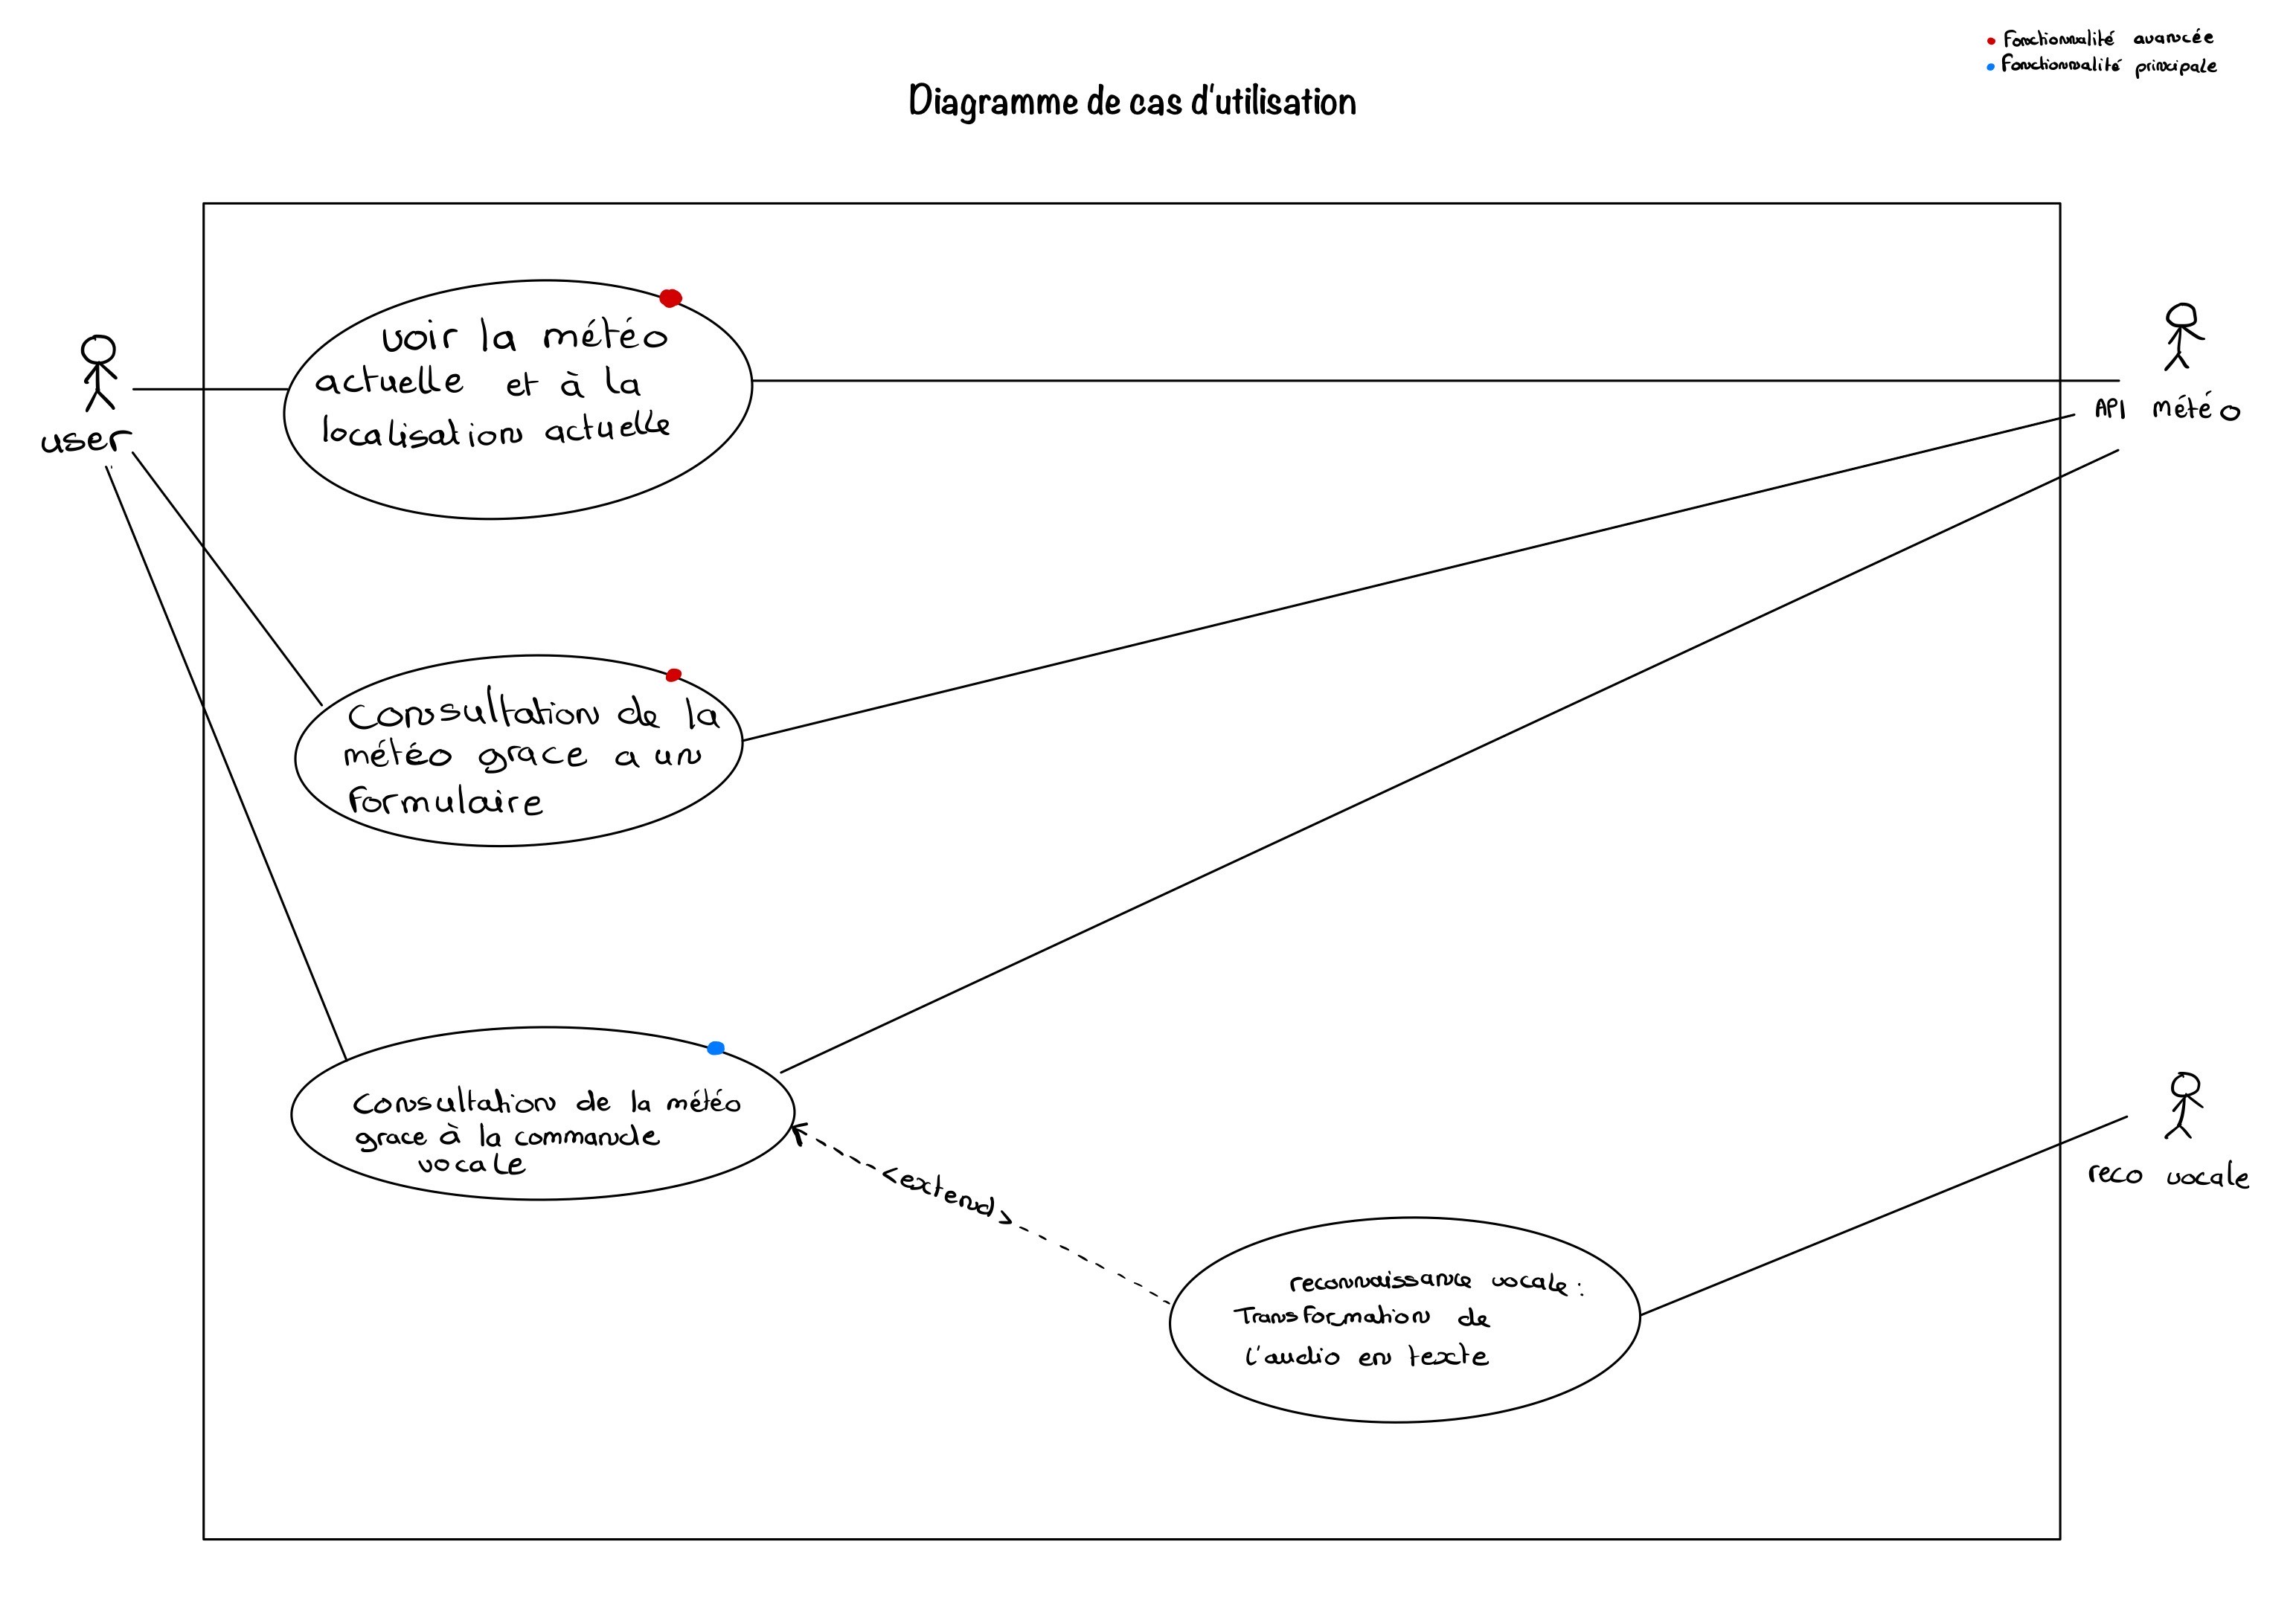 Fonctionnalité avancée
Fonctionnalité principale
Diagramme de cas d'utilisation
voir la météo
actuelle et à la
localisation actuelle
user
API météo
Consultation de la
météo grace a un
formulaire
Consultation de la météo
grace à la commande
vocale
<extend>
reco vocale
reconnaissance vocale :
Transformation de
l'audio en texte